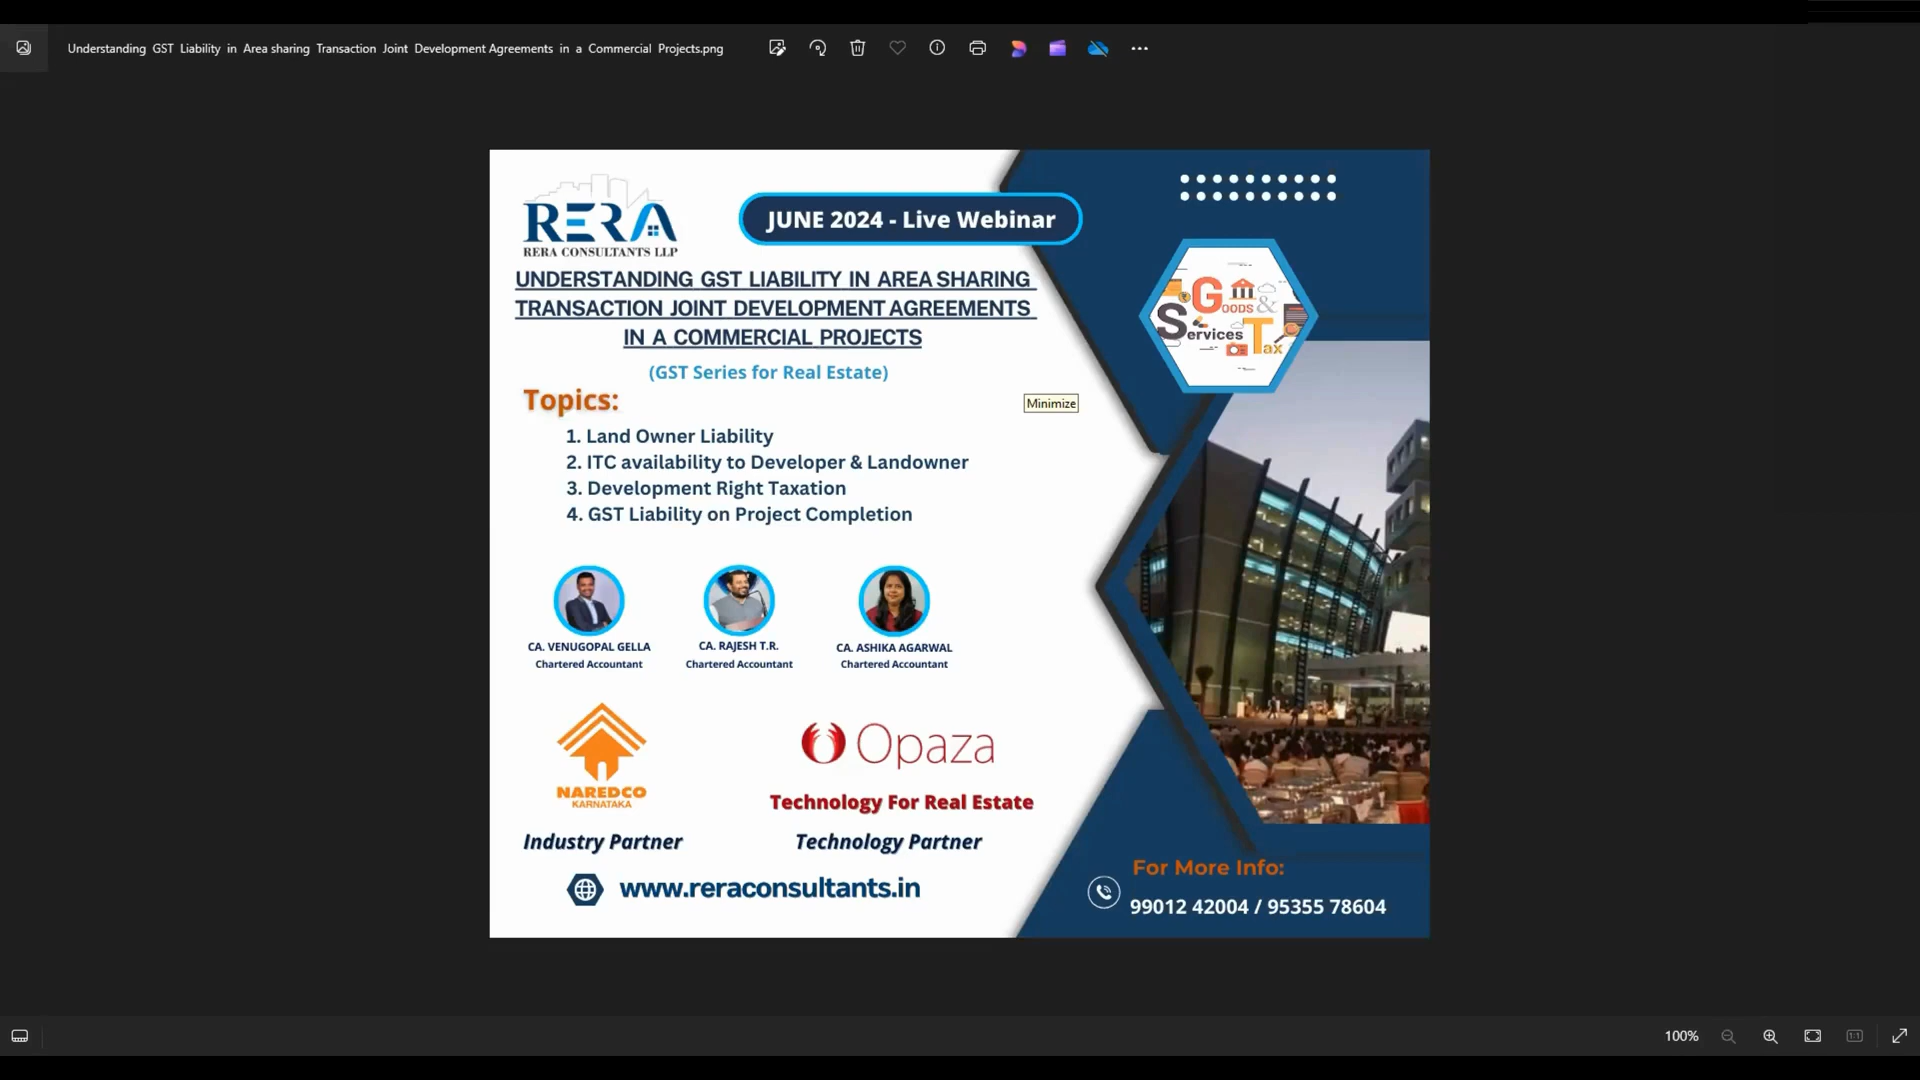 Understanding GST Liability in Area sharing Transaction Joint Development Agreements in a Commercial Projects.png
RERA
RERA CONSULTANTS LLP
JUNE 2024 - Live Webinar
UNDERSTANDING GST LIABILITY IN AREA SHARING
TRANSACTION JOINT DEVELOPMENT AGREEMENTS
IN A COMMERCIAL PROJECTS
(GST Series for Real Estate)
Goods &
Services
Tax
Topics:
Minimize
1. Land Owner Liability
2. ITC availability to Developer & Landowner
3. Development Right Taxation
4. GST Liability on Project Completion
CA. VENUGOPAL GELLA
Chartered Accountant
CA. RAJESH T.R.
Chartered Accountant
CA. ASHIKA AGARWAL
Chartered Accountant
NAREDCO
KARNATAKA
Industry Partner
Opaza
Technology For Real Estate
Technology Partner
www.reraconsultants.in
For More Info:
99012 42004 / 95355 78604
100%
1:1